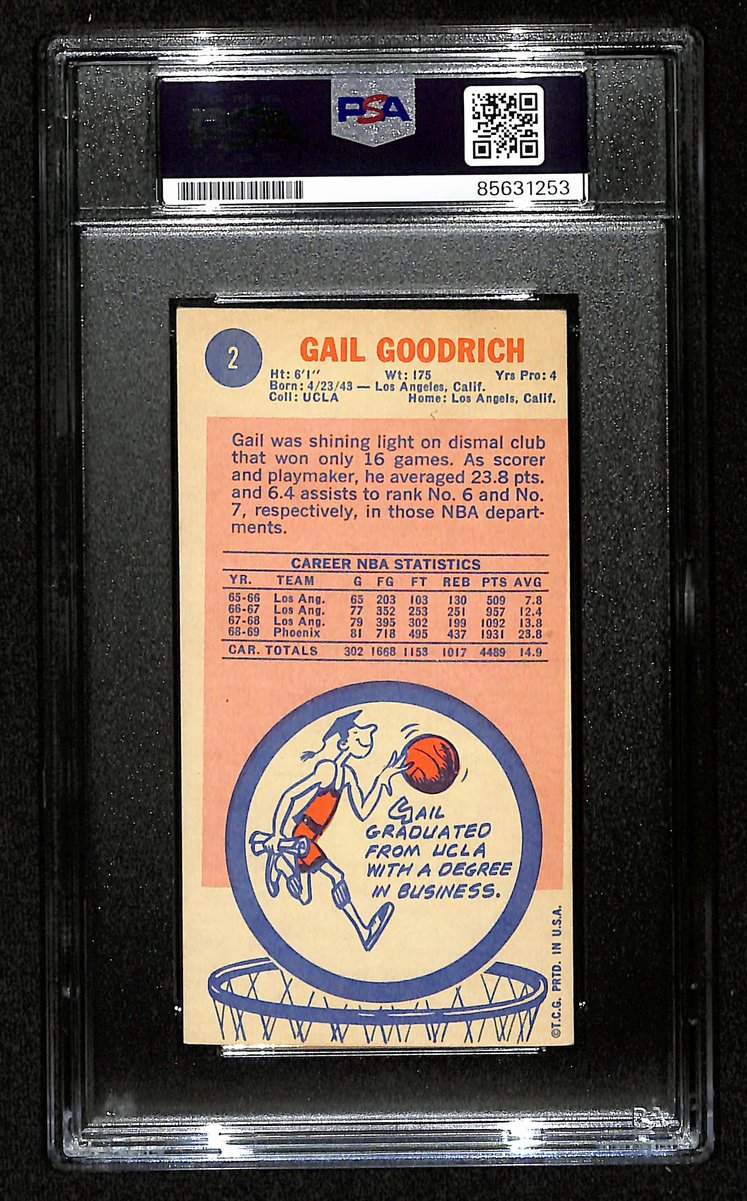 PSA
85631253
2
GAIL GOODRICH
Ht: 6'1" Wt: 175 Yrs Pro: 4
Born: 4/23/43 — Los Angeles, Calif.
Coll: UCLA Home: Los Angels, Calif.
Gail was shining light on dismal club
that won only 16 games. As scorer
and playmaker, he averaged 23.8 pts.
and 6.4 assists to rank No. 6 and No.
7, respectively, in those NBA depart-
ments.
CAREER NBA STATISTICS
YR. TEAM G FG FT REB PTS AVG
65-66 Los Ang. 65 203 103 130 509 7.8
66-67 Los Ang. 77 352 253 251 957 12.4
67-68 Los Ang. 79 395 302 199 1092 13.8
68-69 Phoenix 81 718 495 437 1931 23.8
CAR. TOTALS 302 1668 1153 1017 4489 14.9
GAIL
GRADUATED
FROM UCLA
WITH A DEGREE
IN BUSINESS.
©T.C.G. PRTD. IN U.S.A.